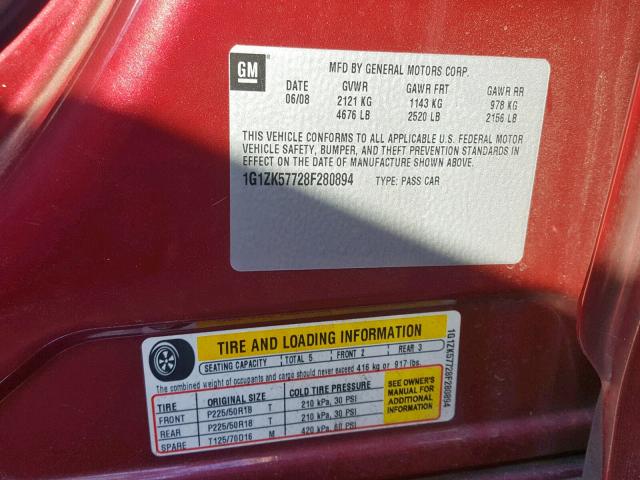 GM
MFD BY GENERAL MOTORS CORP.
DATE GVWR GAWR FRT GAWR RR
06/08 2121 KG 1143 KG 978 KG
4676 LB 2520 LB 2156 LB
THIS VEHICLE CONFORMS TO ALL APPLICABLE U.S. FEDERAL MOTOR
VEHICLE SAFETY, BUMPER, AND THEFT PREVENTION STANDARDS IN
EFFECT ON THE DATE OF MANUFACTURE SHOWN ABOVE.
1G1ZK57728F280894 TYPE: PASS CAR
TIRE AND LOADING INFORMATION
SEATING CAPACITY TOTAL 5 FRONT 2 REAR 3
The combined weight of occupants and cargo should never exceed 416 kg or 917 lbs.
TIRE ORIGINAL SIZE COLD TIRE PRESSURE
FRONT P225/50R18 T 210 kPa, 30 PSI
REAR P225/50R18 T 210 kPa, 30 PSI
SPARE T125/70D16 M 420 kPa, 60 PSI
SEE OWNER'S
MANUAL FOR
ADDITIONAL
INFORMATION
1G1ZK57728F280894